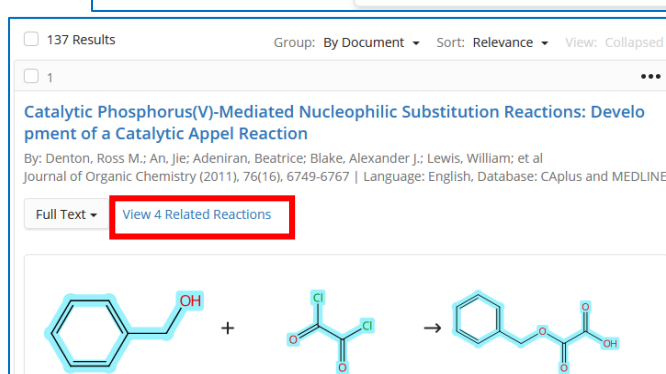 137 Results Group: By Document Sort: Relevance View: Collapsed
1
Catalytic Phosphorus(V)-Mediated Nucleophilic Substitution Reactions: Develo
pment of a Catalytic Appel Reaction
By: Denton, Ross M.; An, Jie; Adeniran, Beatrice; Blake, Alexander J.; Lewis, William; et al
Journal of Organic Chemistry (2011), 76(16), 6749-6767 | Language: English, Database: CAplus and MEDLINE
Full Text View 4 Related Reactions
OH + Cl Cl O O → O O O OH